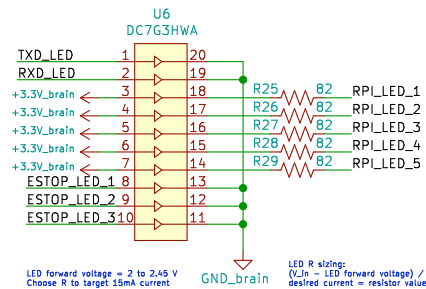 U6
DC7G3HWA
TXD_LED 1 20
RXD_LED 2 19
+3.3V_brain 3 18 R25 82 RPI_LED_1
+3.3V_brain 4 17 R26 82 RPI_LED_2
+3.3V_brain 5 16 R27 82 RPI_LED_3
+3.3V_brain 6 15 R28 82 RPI_LED_4
+3.3V_brain 7 14 R29 82 RPI_LED_5
ESTOP_LED_1 8 13
ESTOP_LED_2 9 12
ESTOP_LED_3 10 11
GND_brain
LED forward voltage = 2 to 2.45 V
Choose R to target 15mA current
LED R sizing:
(V_in - LED forward voltage) /
desired current = resistor value